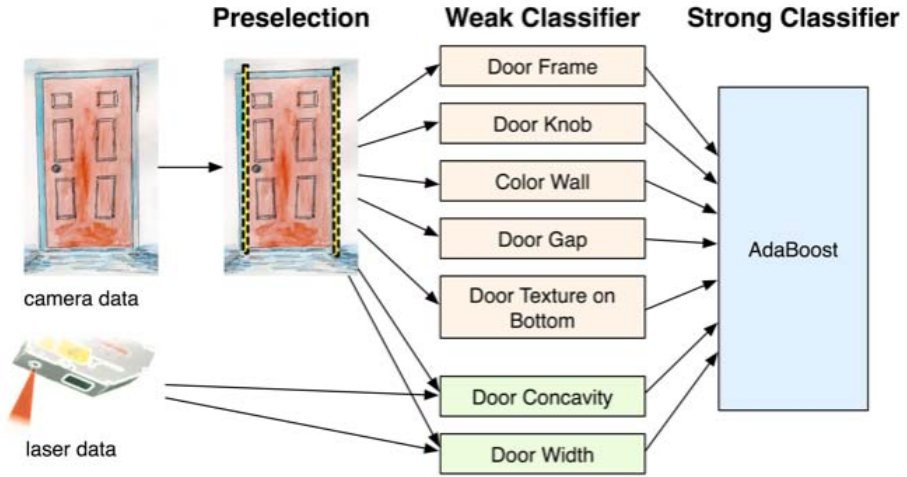 Preselection
Weak Classifier
Strong Classifier
Door Frame
Door Knob
Color Wall
Door Gap
Door Texture on
Bottom
Door Concavity
Door Width
AdaBoost
camera data
laser data